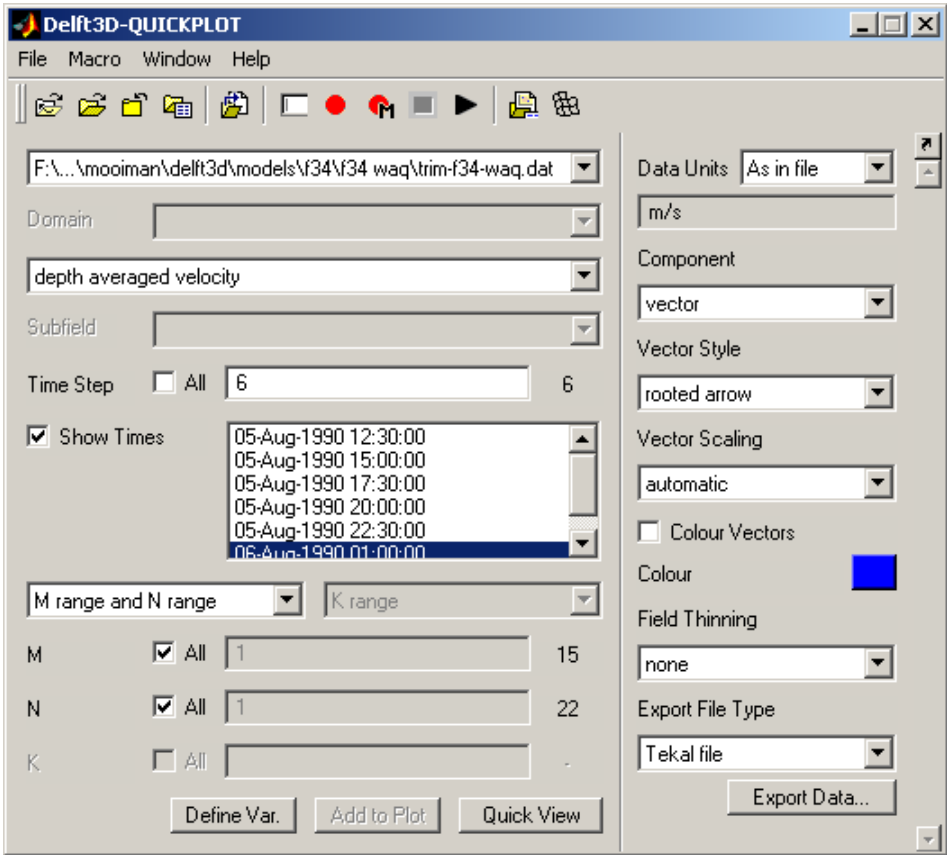 Delft3D-QUICKPLOT
File Macro Window Help
M
F:\...\mooiman\delft3d\models\f34\f34 waq\trim-f34-waq.dat
Domain
depth averaged velocity
Subfield
Time Step All 6 6
Show Times
05-Aug-1990 12:30:00
05-Aug-1990 15:00:00
05-Aug-1990 17:30:00
05-Aug-1990 20:00:00
05-Aug-1990 22:30:00
06-Aug-1990 01:00:00
M range and N range K range
M All 1 15
N All 1 22
K All -
Define Var. Add to Plot Quick View
Data Units As in file
m/s
Component
vector
Vector Style
rooted arrow
Vector Scaling
automatic
Colour Vectors
Colour
Field Thinning
none
Export File Type
Tekal file
Export Data...